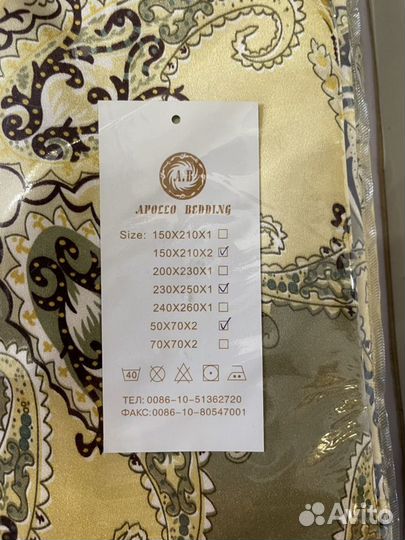 A.B
APOLLO BEDDING
Size: 150X210X1
150X210X2
200X230X1
230X250X1
240X260X1
50X70X2
70X70X2
40
ТЕЛ: 0086-10-51362720
ФАКС:0086-10-80547001
Avito